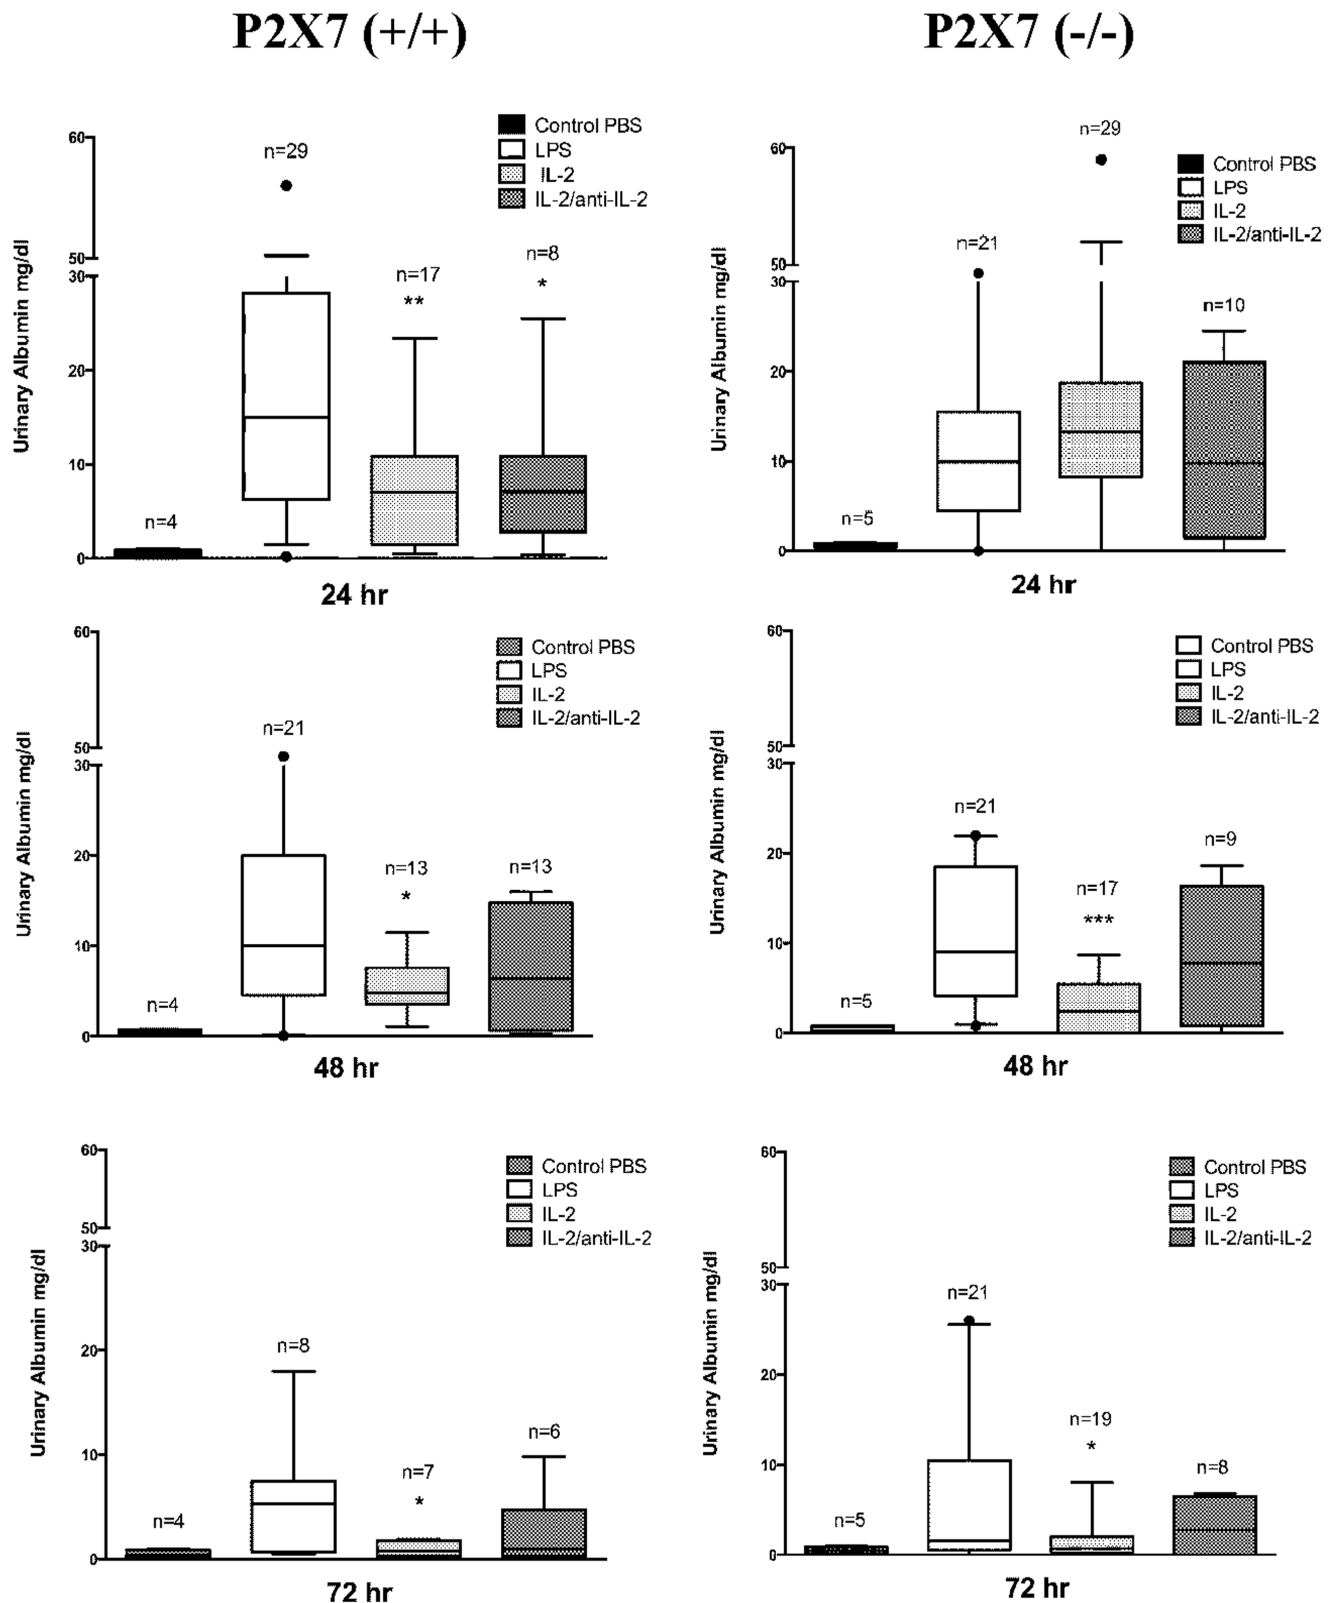 P2X7 (+/+)
P2X7 (-/-)
Urinary Albumin mg/dl
60
50
30
20
10
0
n=4
n=29
n=17
**
n=8
*
Control PBS
LPS
IL-2
IL-2/anti-IL-2
24 hr
Urinary Albumin mg/dl
60
50
30
20
10
0
n=5
n=21
n=29
n=10
Control PBS
LPS
IL-2
IL-2/anti-IL-2
24 hr
Urinary Albumin mg/dl
60
50
30
20
10
0
n=4
n=21
n=13
*
n=13
Control PBS
LPS
IL-2
IL-2/anti-IL-2
48 hr
Urinary Albumin mg/dl
60
50
30
20
10
0
n=5
n=21
n=17
***
n=9
Control PBS
LPS
IL-2
IL-2/anti-IL-2
48 hr
Urinary Albumin mg/dl
60
50
30
20
10
0
n=4
n=8
n=7
*
n=6
Control PBS
LPS
IL-2
IL-2/anti-IL-2
72 hr
Urinary Albumin mg/dl
60
50
30
20
10
0
n=5
n=21
n=19
*
n=8
Control PBS
LPS
IL-2
IL-2/anti-IL-2
72 hr